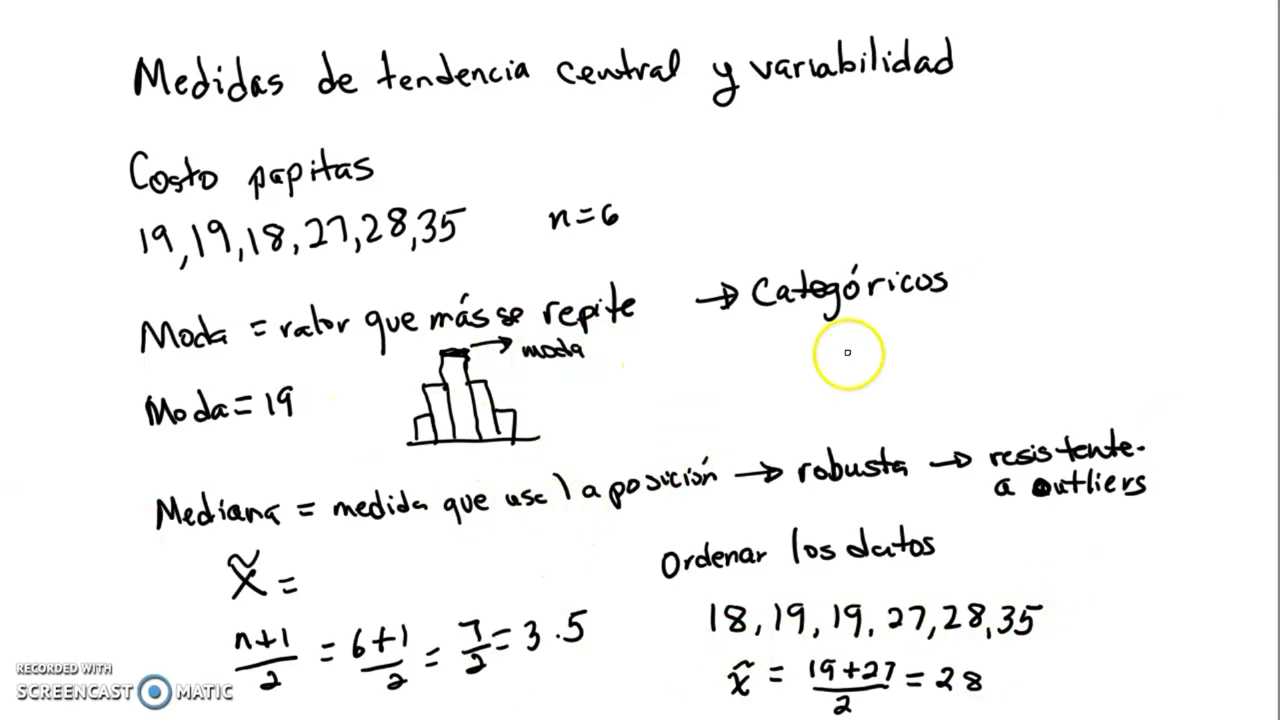 Medidas de tendencia central y variabilidad
Costo papitas
19, 19, 18, 27, 28, 35 n = 6
Moda = valor que más se repite → Categóricos
→ moda
Moda = 19
Mediana = medida que usa la posición → robusta → resistente
a outliers
x̃ =
Ordenar los datos
n+1/2 = 6+1/2 = 7/2 = 3.5
18, 19, 19, 27, 28, 35
x̃ = 19+27/2 = 28
RECORDED WITH
SCREENCAST MATIC